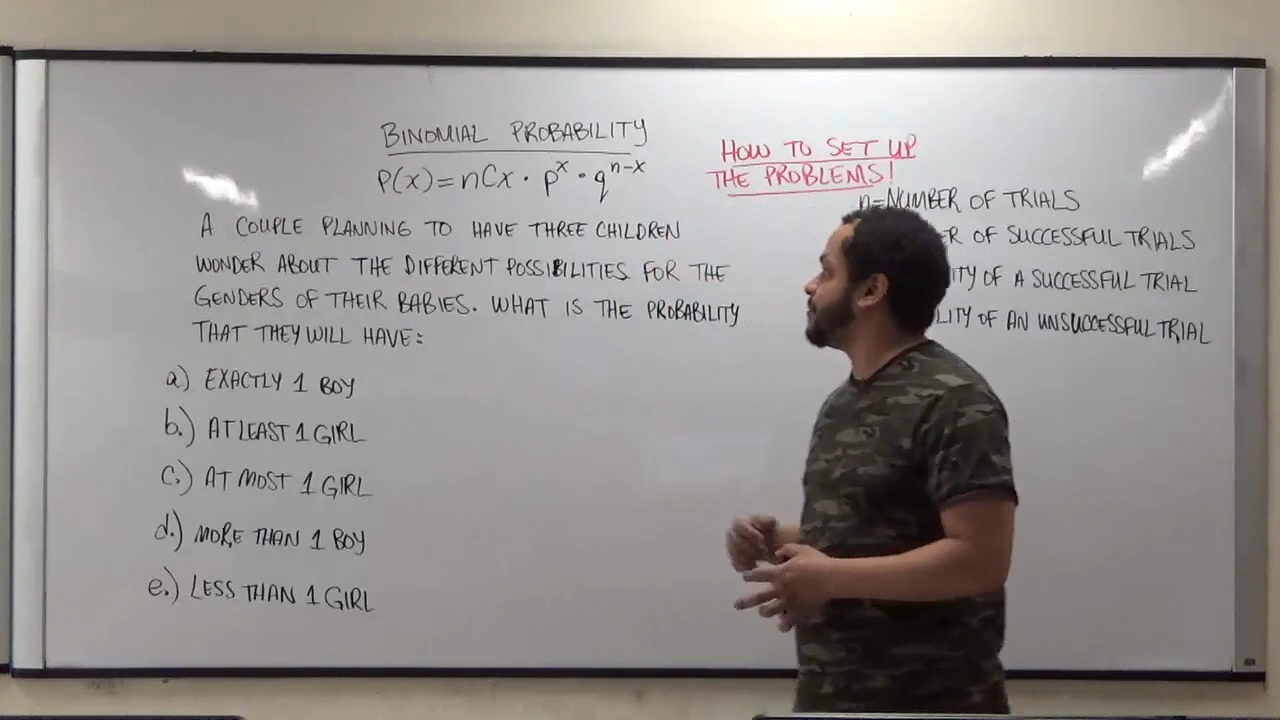 BINOMIAL PROBABILITY
P(x)=nCx · p^x · q^(n-x)
HOW TO SET UP
THE PROBLEMS!
n=NUMBER OF TRIALS
OF SUCCESSFUL TRIALS
OF A SUCCESSFUL TRIAL
OF AN UNSUCCESSFUL TRIAL
A COUPLE PLANNING TO HAVE THREE CHILDREN
WONDER ABOUT THE DIFFERENT POSSIBILITIES FOR THE
GENDERS OF THEIR BABIES. WHAT IS THE PROBABILITY
THAT THEY WILL HAVE:
a) EXACTLY 1 BOY
b.) AT LEAST 1 GIRL
c.) AT MOST 1 GIRL
d.) MORE THAN 1 BOY
e.) LESS THAN 1 GIRL